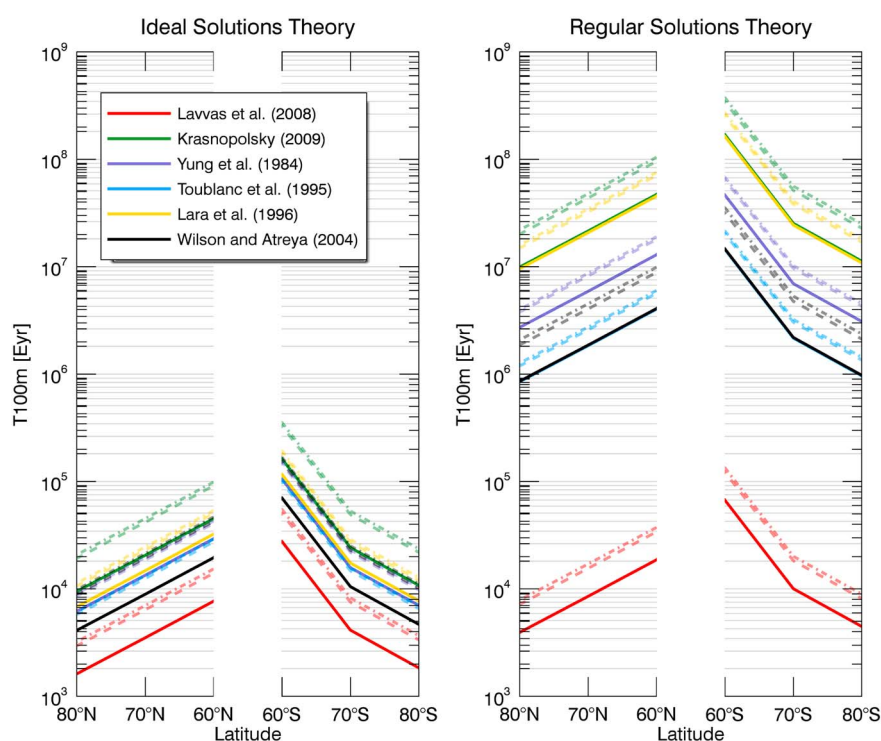 Ideal Solutions Theory
T100m [Eyr]
10^9
10^8
10^7
10^6
10^5
10^4
10^3
Lavvas et al. (2008)
Krasnopolsky (2009)
Yung et al. (1984)
Toublanc et al. (1995)
Lara et al. (1996)
Wilson and Atreya (2004)
80°N 70°N 60°N 60°S 70°S 80°S
Latitude
Regular Solutions Theory
T100m [Eyr]
10^9
10^8
10^7
10^6
10^5
10^4
10^3
80°N 70°N 60°N 60°S 70°S 80°S
Latitude